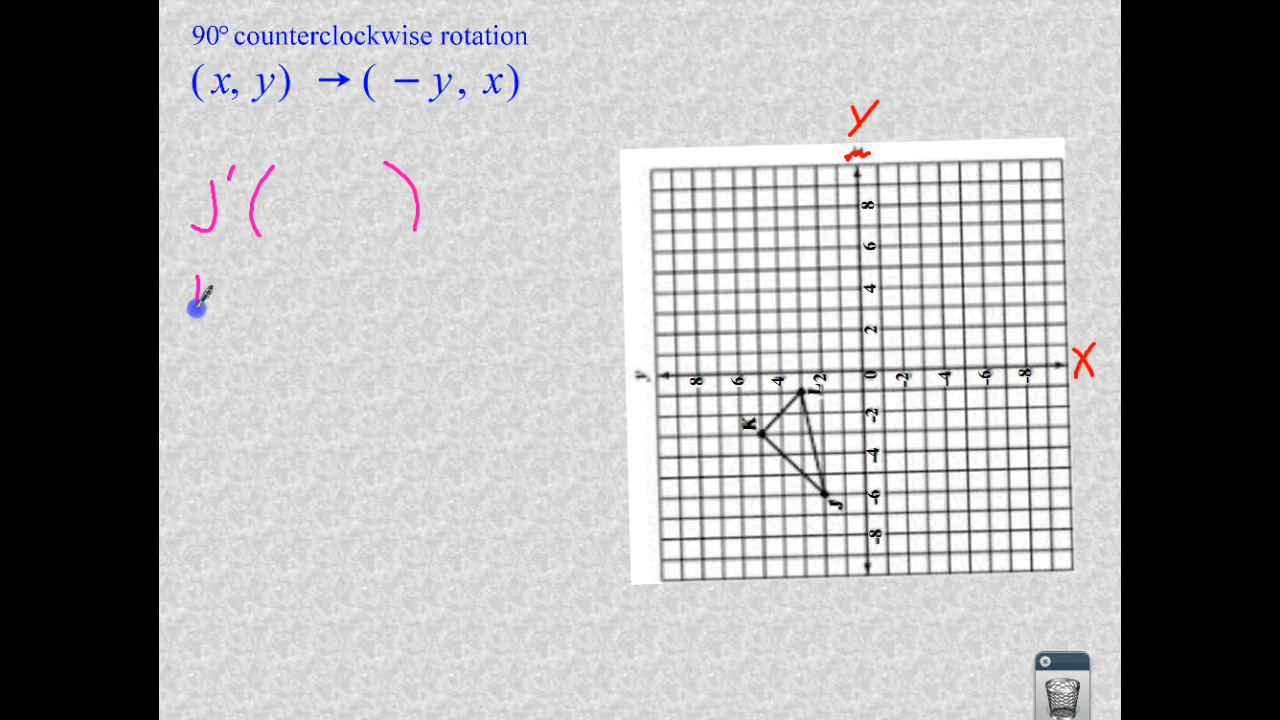 90° counterclockwise rotation
(x, y) → ( − y, x)
J' ( )
Y
X
y
8
6
4
2
8 6 4 2 0 -2 -4 -6 -8
-2
-4
-6
-8
K
L
J